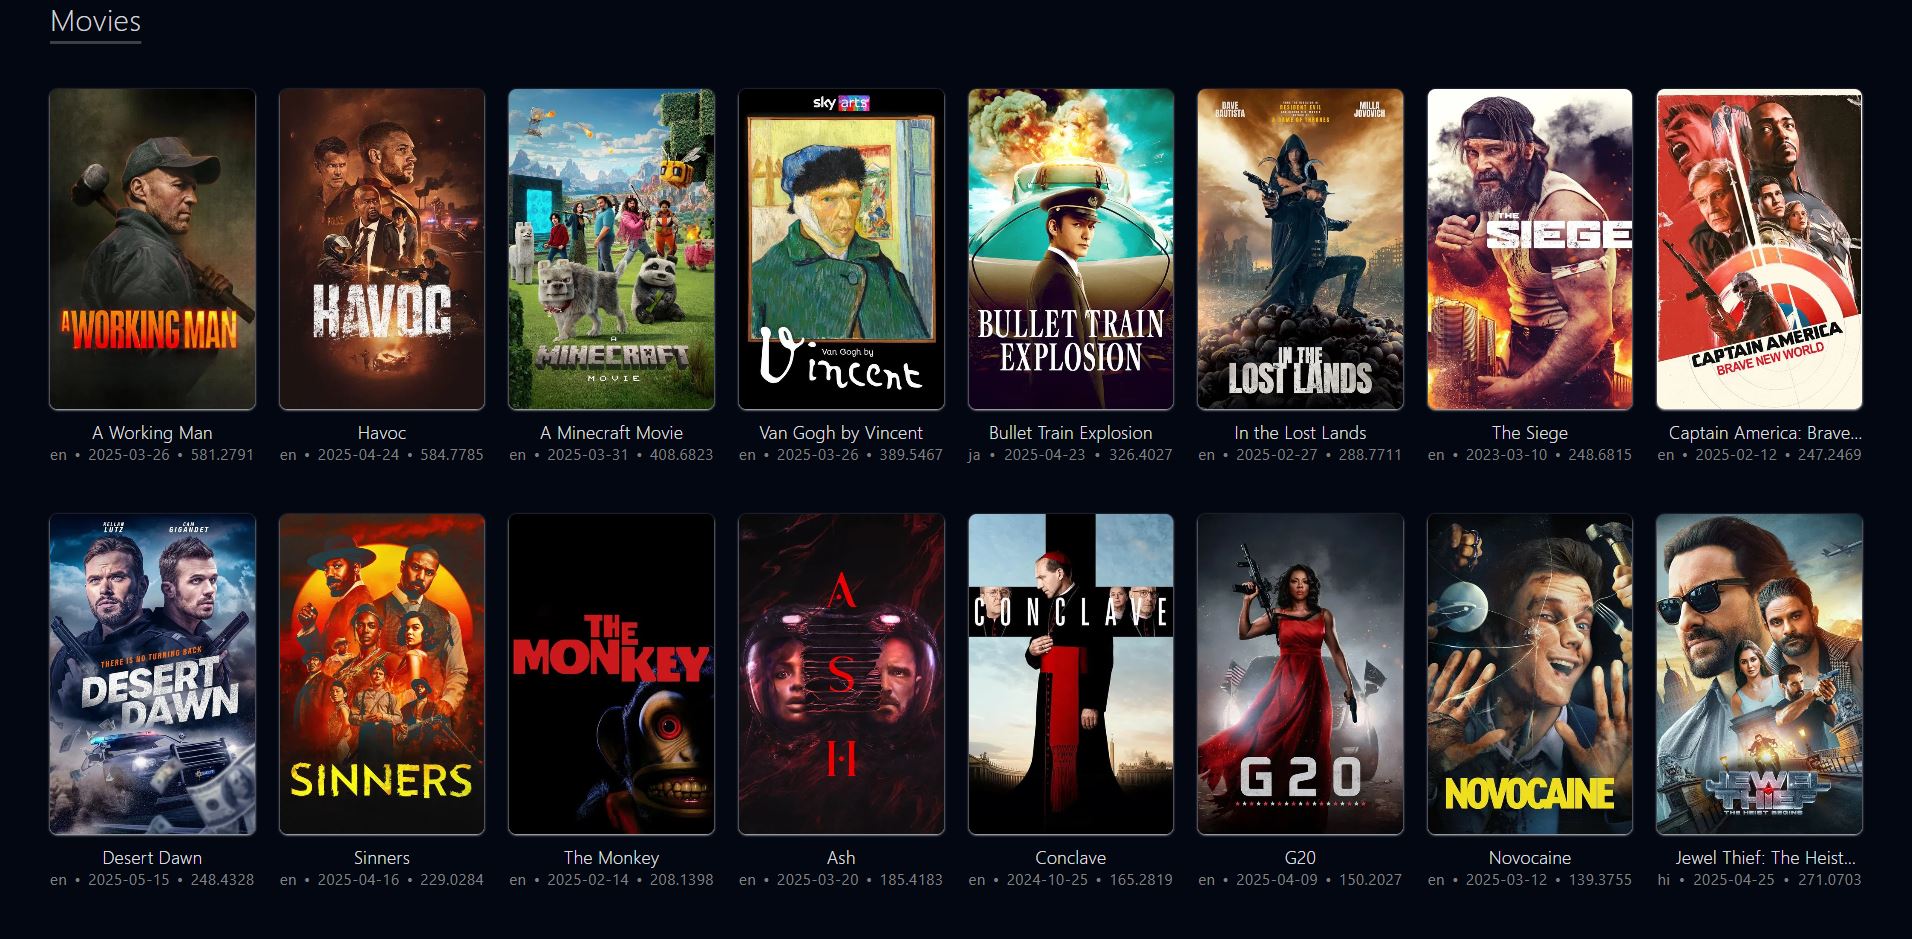 Movies
A WORKING MAN
HAVOC
A
MINECRAFT
MOVIE
sky arts
Van Gogh by
Vincent
BULLET TRAIN
EXPLOSION
DAVE
BAUTISTA
RESIDENT EVIL
MILLA
JOVOVICH
IN THE
LOST LANDS
THE
SIEGE
CAPTAIN AMERICA
BRAVE NEW WORLD
A Working Man
en • 2025-03-26 • 581.2791
Havoc
en • 2025-04-24 • 584.7785
A Minecraft Movie
en • 2025-03-31 • 408.6823
Van Gogh by Vincent
en • 2025-03-26 • 389.5467
Bullet Train Explosion
ja • 2025-04-23 • 326.4027
In the Lost Lands
en • 2025-02-27 • 288.7711
The Siege
en • 2023-03-10 • 248.6815
Captain America: Brave...
en • 2025-02-12 • 247.2469
KELLAN
LUTZ
CAM
GIGANDET
THERE IS NO TURNING BACK
DESERT
DAWN
SINNERS
THE
MONKEY
A
S
H
CONCLAVE
G20
NOVOCAINE
JEWEL
THIEF
THE HEIST BEGINS
Desert Dawn
en • 2025-05-15 • 248.4328
Sinners
en • 2025-04-16 • 229.0284
The Monkey
en • 2025-02-14 • 208.1398
Ash
en • 2025-03-20 • 185.4183
Conclave
en • 2024-10-25 • 165.2819
G20
en • 2025-04-09 • 150.2027
Novocaine
en • 2025-03-12 • 139.3755
Jewel Thief: The Heist...
hi • 2025-04-25 • 271.0703